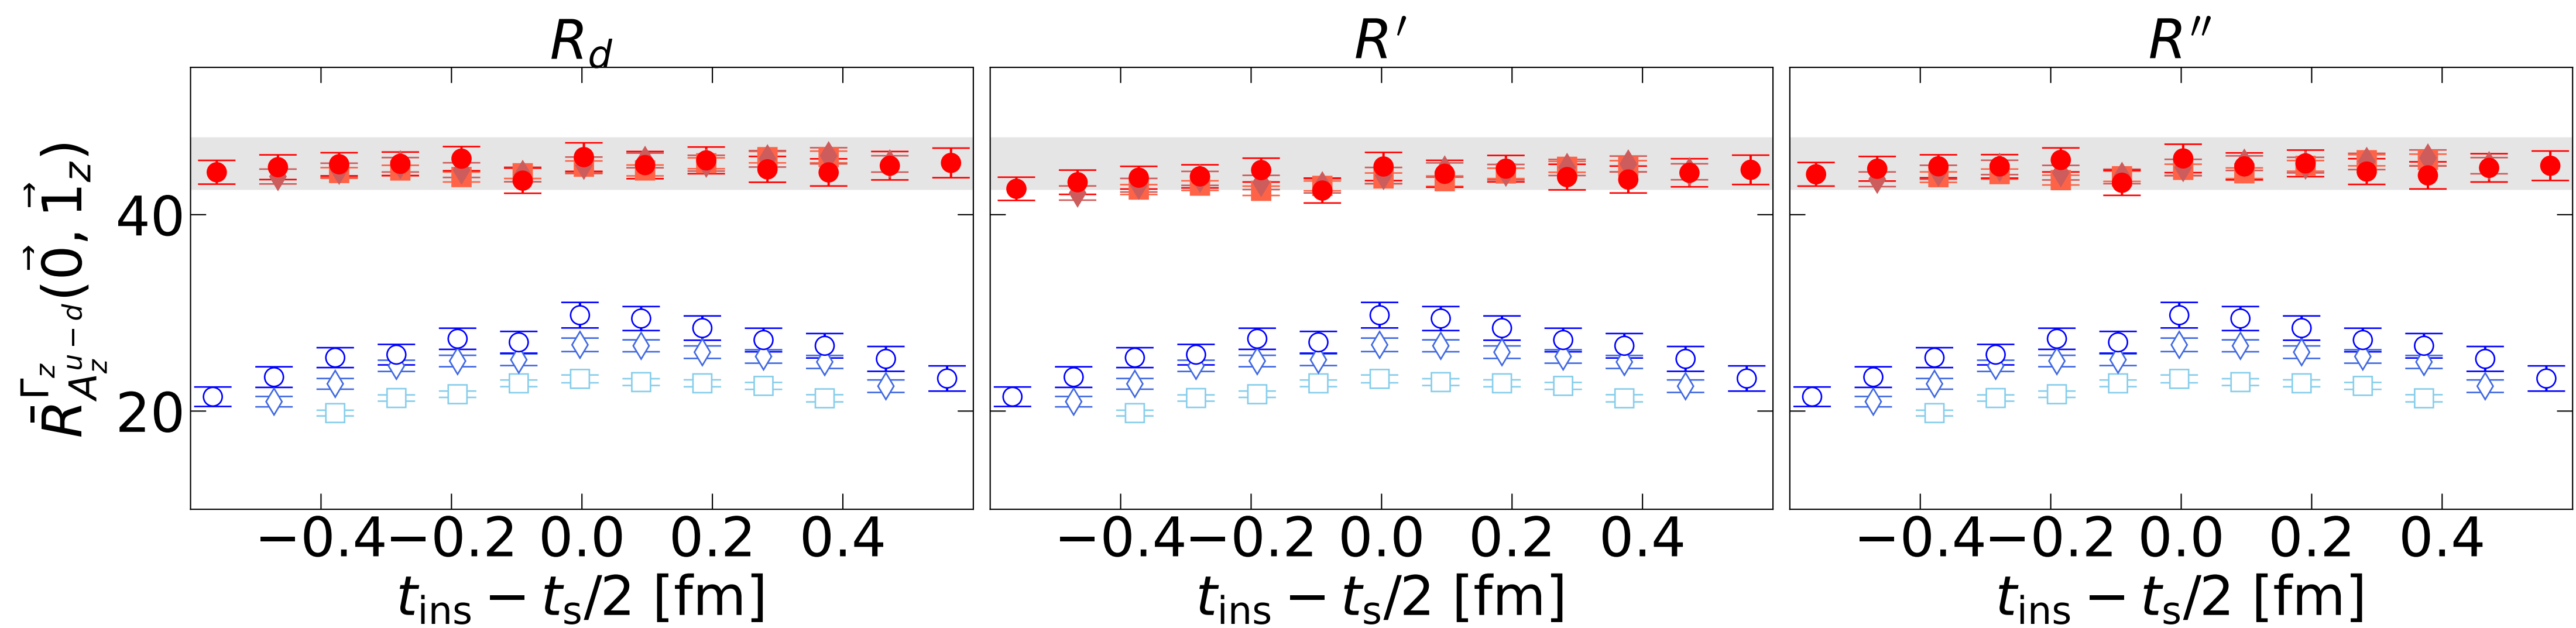 R_d R′ R″
R̄^{Γ_z}_{A_z^{u−d}}(0⃗, 1⃗_z)
40
20
−0.4 −0.2 0.0 0.2 0.4 −0.4 −0.2 0.0 0.2 0.4 −0.4 −0.2 0.0 0.2 0.4
t_ins − t_s/2 [fm] t_ins − t_s/2 [fm] t_ins − t_s/2 [fm]